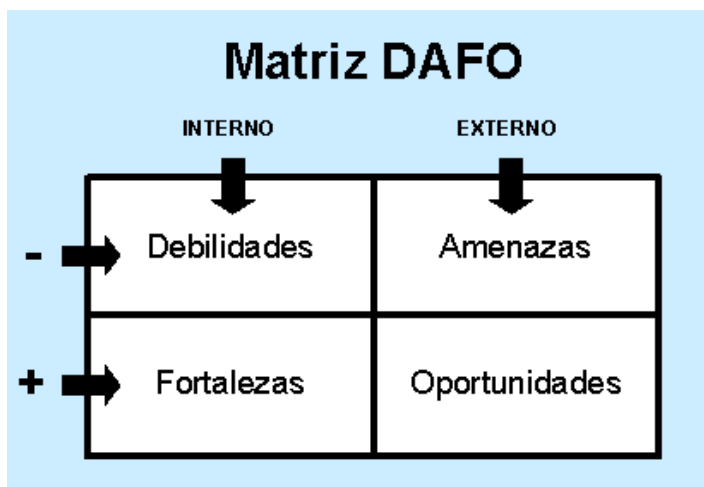 Matriz DAFO
INTERNO EXTERNO
- Debilidades Amenazas
+ Fortalezas Oportunidades